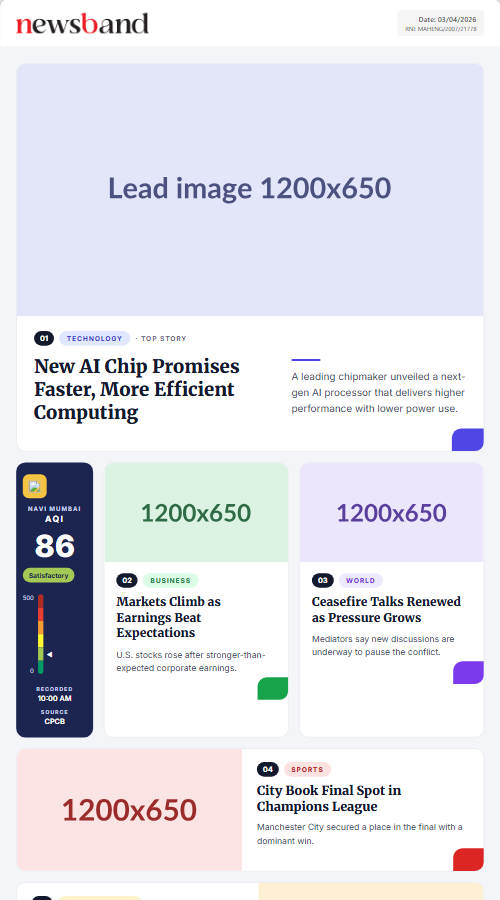 newsband
Date: 03/04/2026
RNI: MAHENG/2007/21778
Lead image 1200x650
01 TECHNOLOGY · TOP STORY
New AI Chip Promises
Faster, More Efficient
Computing
A leading chipmaker unveiled a next-
gen AI processor that delivers higher
performance with lower power use.
NAVI MUMBAI
AQI
86
Satisfactory
500
0
RECORDED
10:00 AM
SOURCE
CPCB
1200x650
02 BUSINESS
Markets Climb as
Earnings Beat
Expectations
U.S. stocks rose after stronger-than-
expected corporate earnings.
1200x650
03 WORLD
Ceasefire Talks Renewed
as Pressure Grows
Mediators say new discussions are
underway to pause the conflict.
1200x650
04 SPORTS
City Book Final Spot in
Champions League
Manchester City secured a place in the final with a
dominant win.